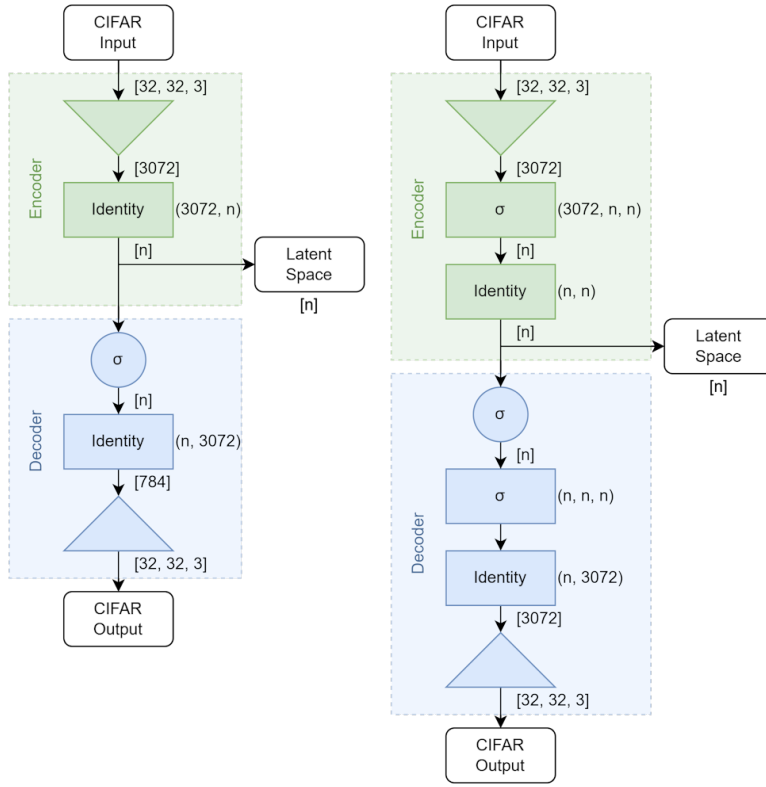 CIFAR
Input
[32, 32, 3]
[3072]
Encoder
Identity
(3072, n)
[n]
Latent
Space
[n]
σ
[n]
Decoder
Identity
(n, 3072)
[784]
[32, 32, 3]
CIFAR
Output
CIFAR
Input
[32, 32, 3]
[3072]
Encoder
σ
(3072, n, n)
[n]
Identity
(n, n)
[n]
Latent
Space
[n]
σ
[n]
σ
(n, n, n)
Decoder
Identity
(n, 3072)
[3072]
[32, 32, 3]
CIFAR
Output